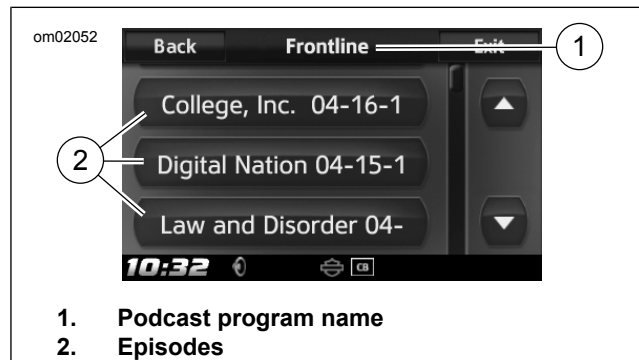 om02052
Back Frontline Exit 1
College, Inc. 04-16-1
2
Digital Nation 04-15-1
Law and Disorder 04-
10:32 CB
1. Podcast program name
2. Episodes